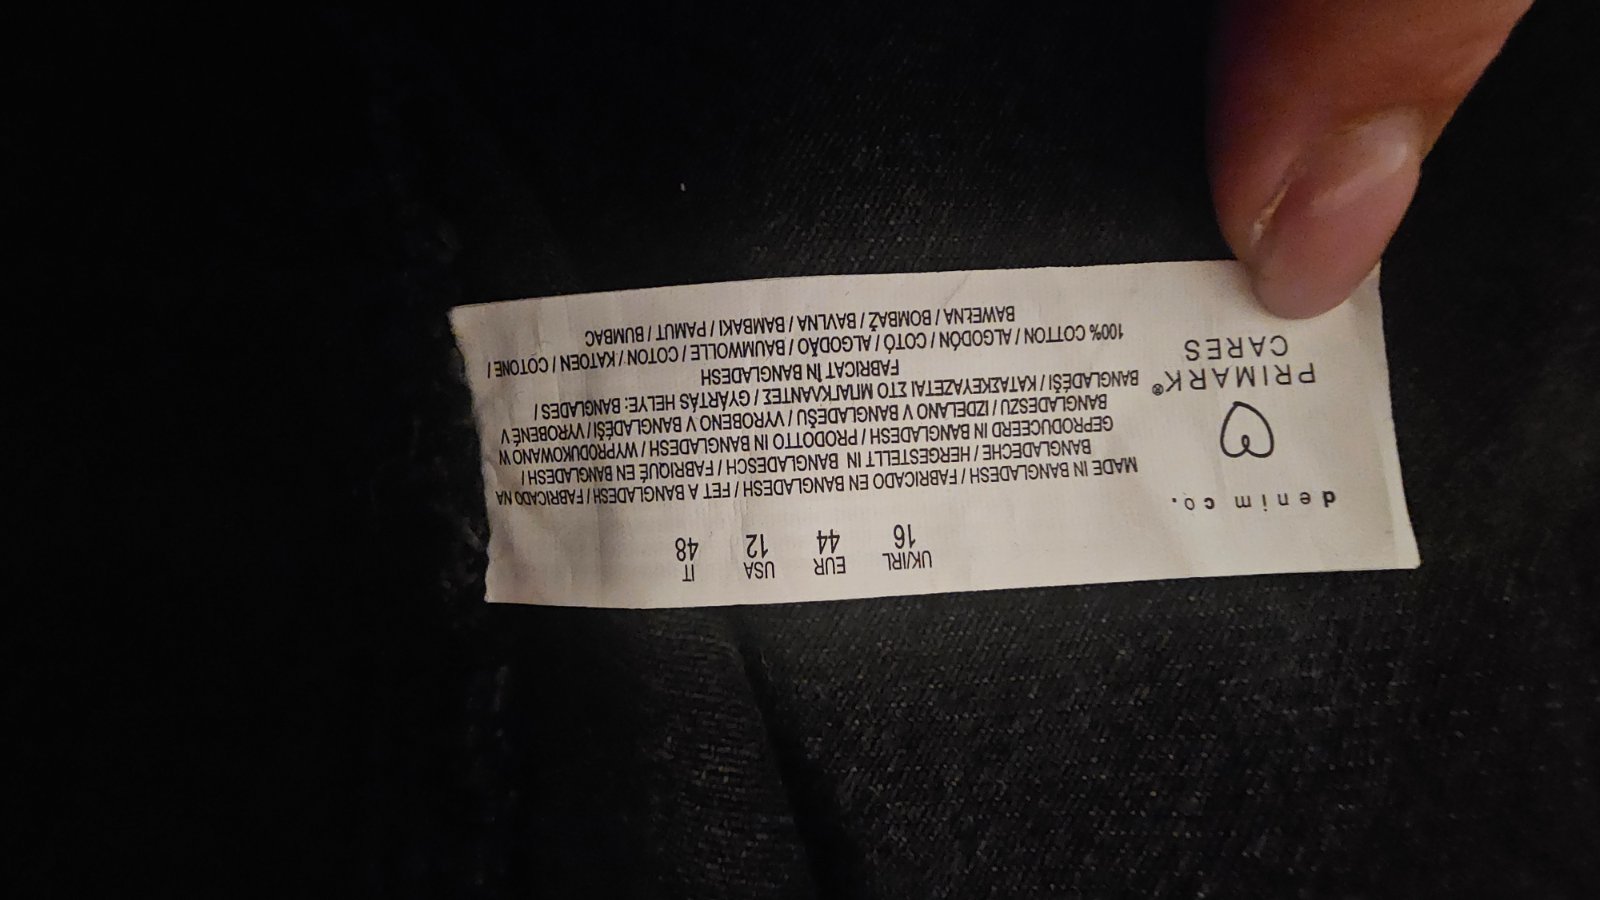 denim co.
PRIMARK®
CARES
UK/IRL EUR USA IT
16 44 12 48
MADE IN BANGLADESH / FABRICADO EN BANGLADESH / FET A BANGLADESH / FABRICADO NA
BANGLADECHE / HERGESTELLT IN BANGLADESCH / FABRIQUÉ EN BANGLADESH /
GEPRODUCEERD IN BANGLADESH / PRODOTTO IN BANGLADESH / WYPRODUKOWANO W
BANGLADESZU / IZDELANO V BANGLADEŠU / VYROBENO V BANGLADÉŠI / VYROBENÉ V
BANGLADÉŠI / ΚΑΤΑΣΚΕΥΑΖΕΤΑΙ ΣΤΟ ΜΠΑΓΚΛΑΝΤΕΣ / GYÁRTÁS HELYE: BANGLADES /
FABRICAT ÎN BANGLADESH
100% COTTON / ALGODÓN / COTÓ / ALGODÃO / BAUMWOLLE / COTON / KATOEN / COTONE /
BAWEŁNA / BOMBAŽ / BAVLNA / BAMBAKI / PAMUT / BUMBAC